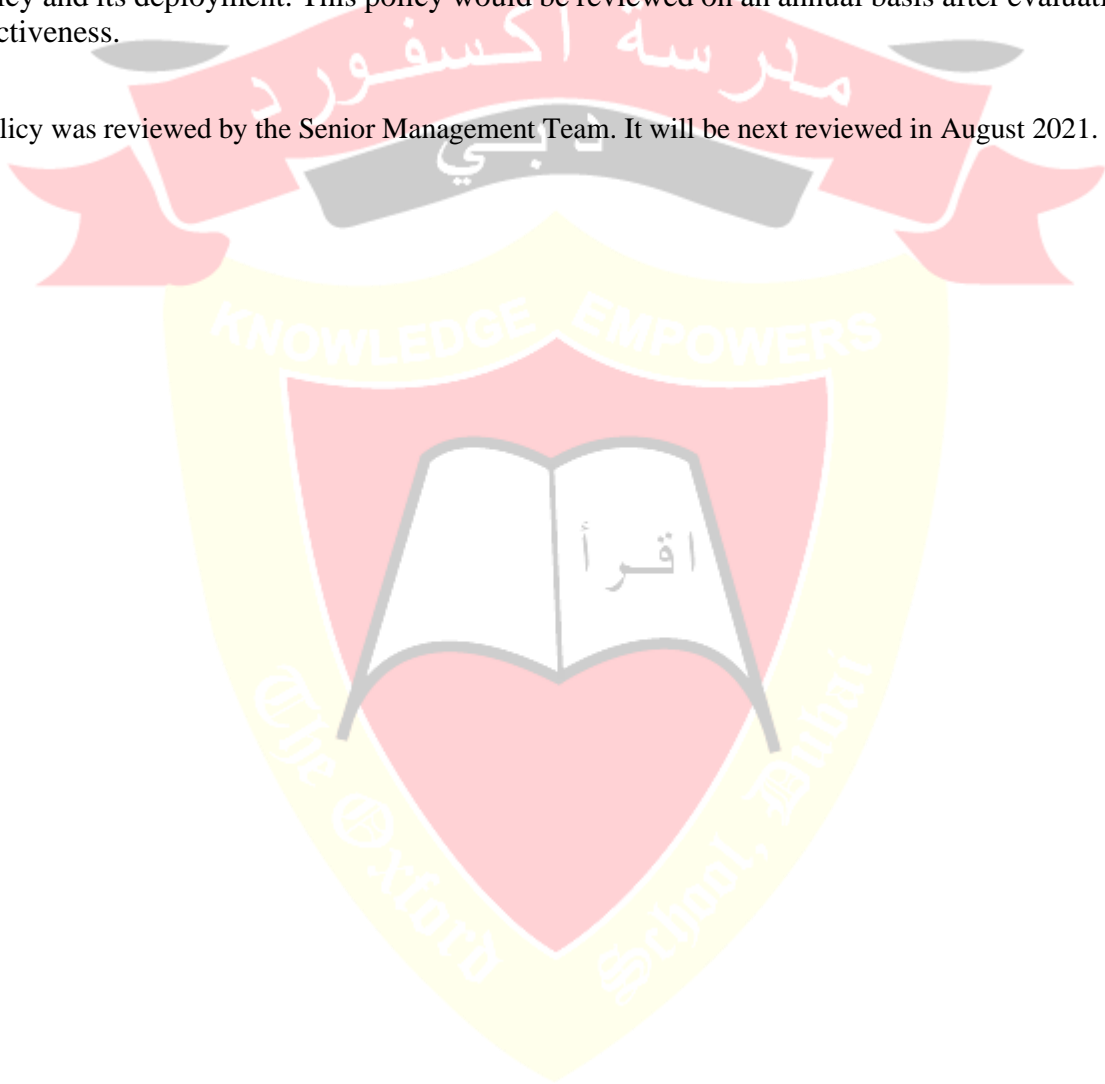 cy and its deployment. This policy would be reviewed on an annual basis after evaluati
ctiveness.
مدرسة أكسفورد
دبي
licy was reviewed by the Senior Management Team. It will be next reviewed in August 2021.
KNOWLEDGE EMPOWERS
اقرأ
The Oxford School, Dubai